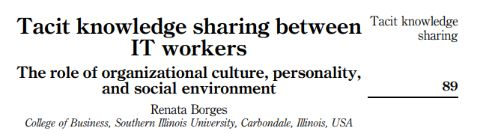 Tacit knowledge sharing between
IT workers
The role of organizational culture, personality,
and social environment
Renata Borges
College of Business, Southern Illinois University, Carbondale, Illinois, USA
Tacit knowledge
sharing
89